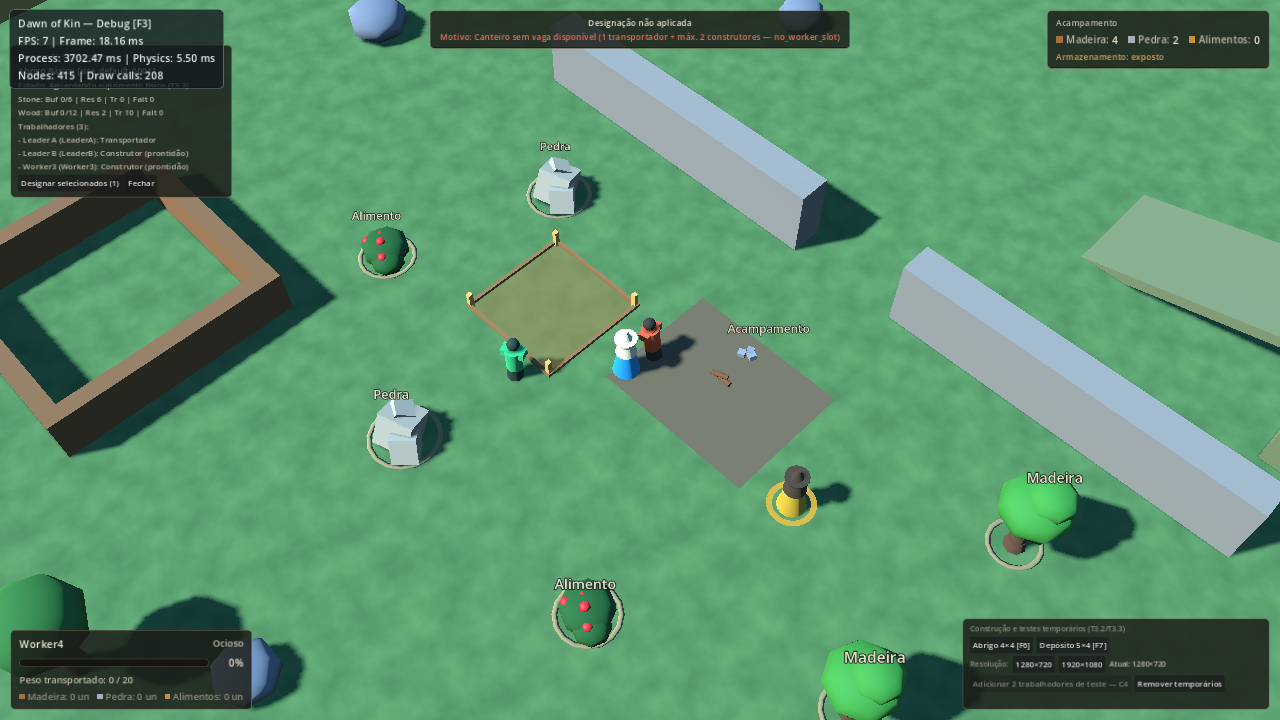 Dawn of Kin — Debug [F3]
FPS: 7 | Frame: 18.16 ms
Process: 3702.47 ms | Physics: 5.50 ms
Nodes: 415 | Draw calls: 208
Stone: Buf 0/6 | Res 6 | Tr 0 | Falt 0
Wood: Buf 0/12 | Res 2 | Tr 10 | Falt 0
Trabalhadores (3):
- Leader A (LeaderA): Transportador
- Leader B (LeaderB): Construtor (prontidão)
- Worker3 (Worker3): Construtor (prontidão)
Designar selecionados (1) Fechar
Designação não aplicada
Motivo: Canteiro sem vaga disponível (1 transportador + máx. 2 construtores — no_worker_slot)
Acampamento
Madeira: 4 Pedra: 2 Alimentos: 0
Armazenamento: exposto
Pedra
Alimento
Acampamento
Pedra
Madeira
Alimento
Madeira
Worker4 Ocioso
0%
Peso transportado: 0 / 20
Madeira: 0 un Pedra: 0 un Alimentos: 0 un
Construção e testes temporários (T3.2/T3.3)
Abrigo 4×4 [F6] Depósito 5×4 [F7]
Resolução: 1280×720 1920×1080 Atual: 1280×720
Adicionar 2 trabalhadores de teste — C4 Remover temporários